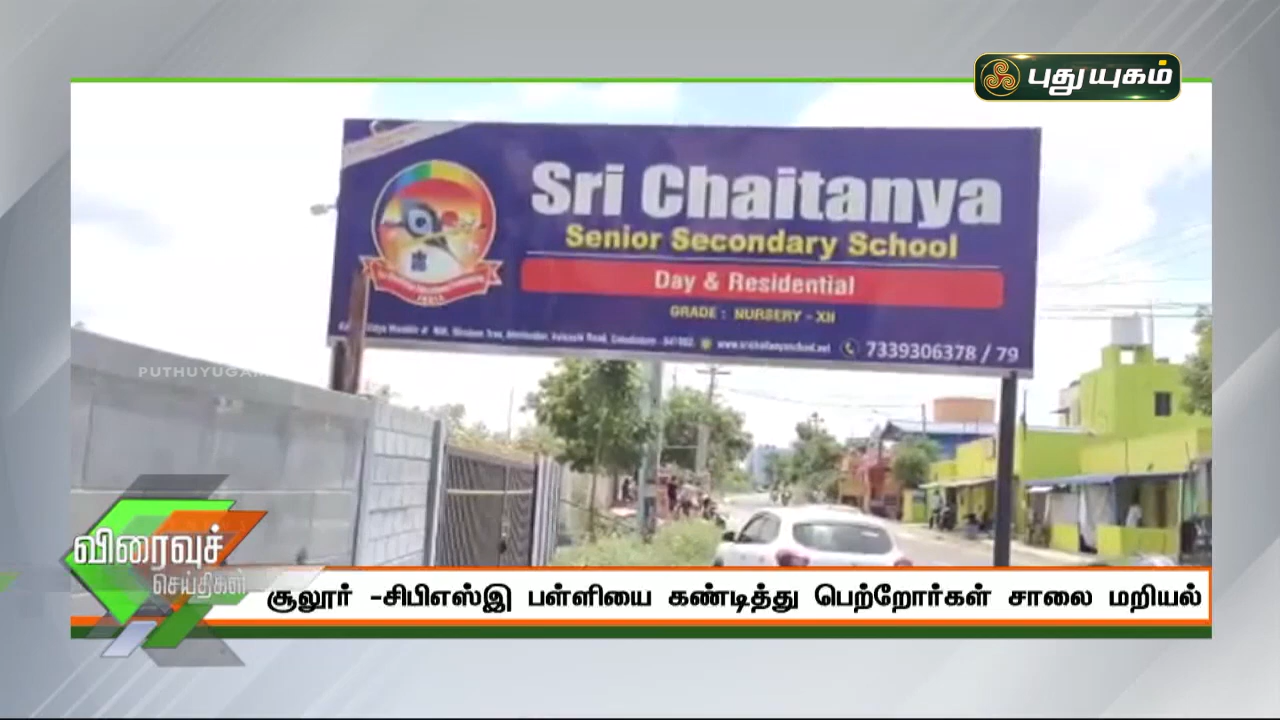 புதுயுகம்
Sri Chaitanya
Senior Secondary School
Day & Residential
GRADE : NURSERY - XII
www.srichaitanyaschool.net 7339306378 / 79
INDIA
PUTHUYUGAM
விரைவுச்
செய்திகள்
சூலூர் -சிபிஎஸ்இ பள்ளியை கண்டித்து பெற்றோர்கள் சாலை மறியல்